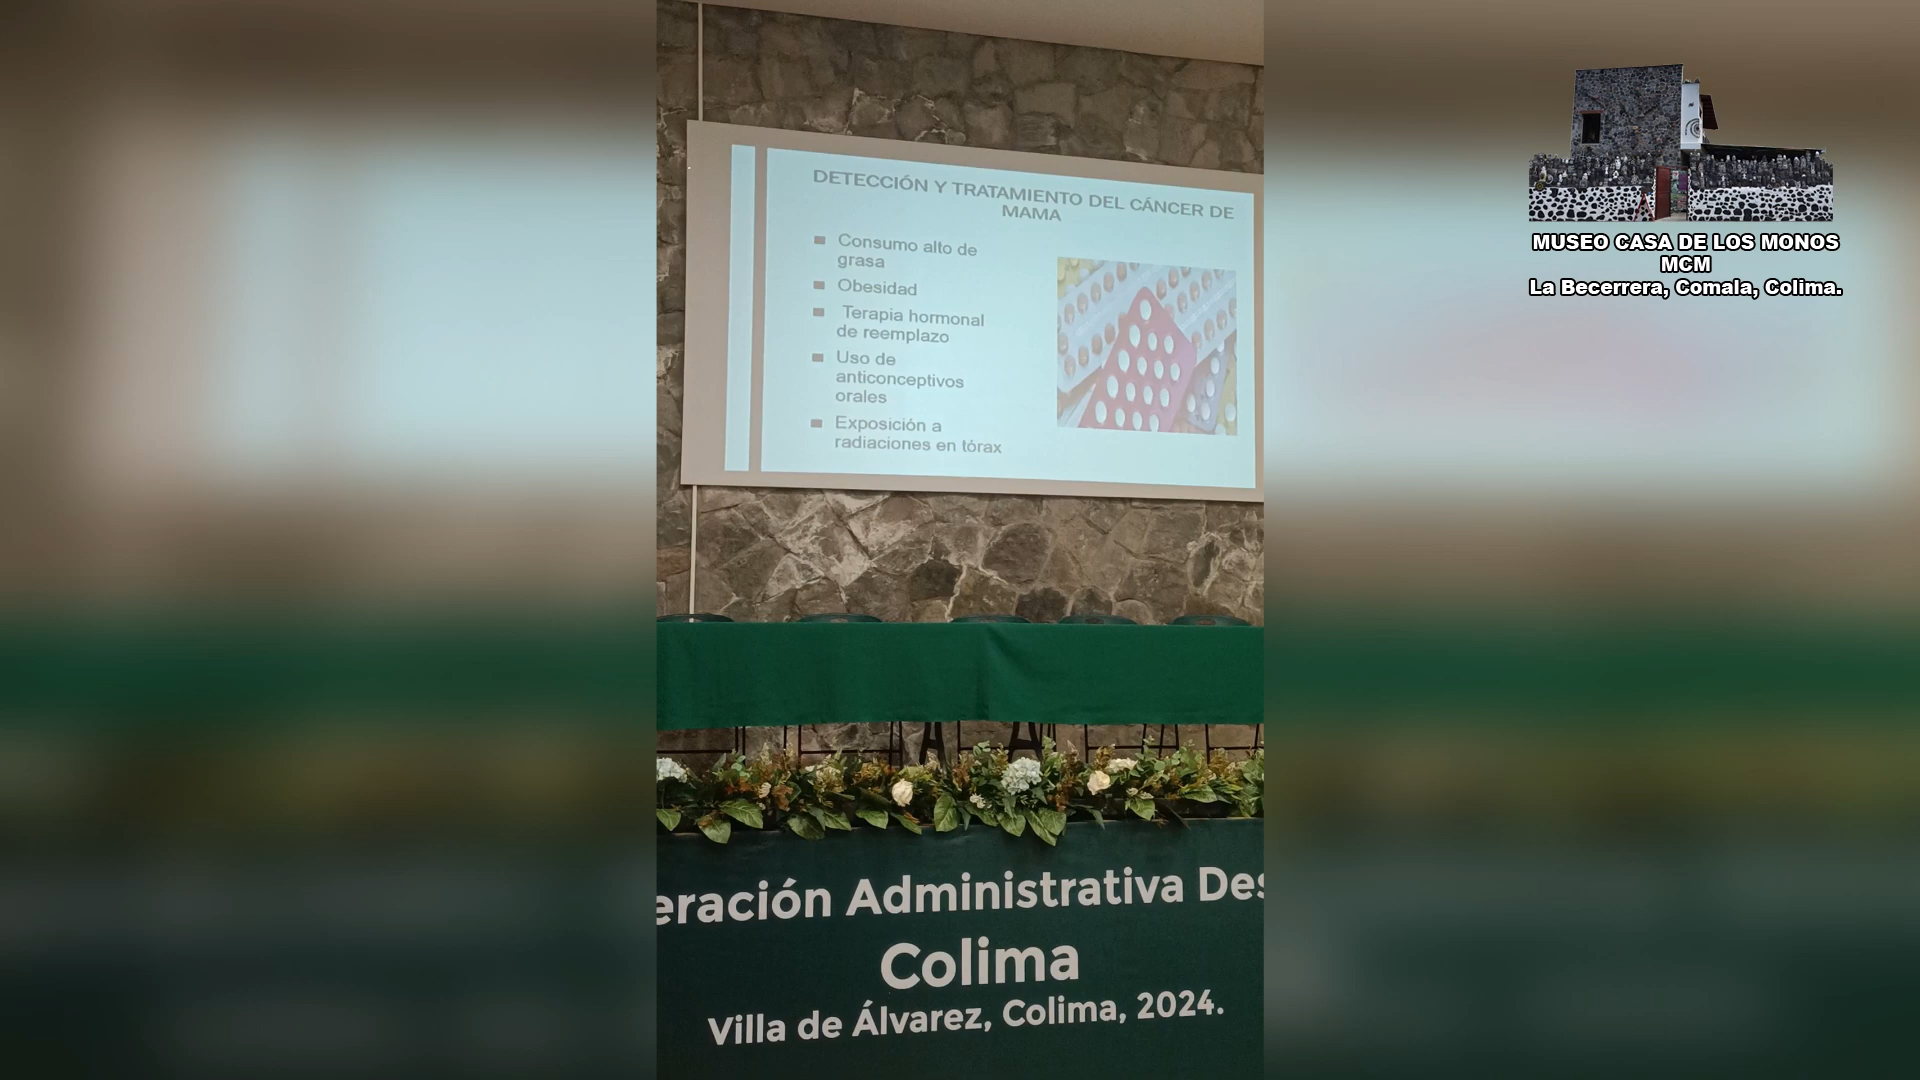 DETECCIÓN Y TRATAMIENTO DEL CÁNCER DE
MAMA
Consumo alto de
grasa
Obesidad
Terapia hormonal
de reemplazo
Uso de
anticonceptivos
orales
Exposición a
radiaciones en tórax
MUSEO CASA DE LOS MONOS
MCM
La Becerrera, Comala, Colima.
eración Administrativa Des
Colima
Villa de Álvarez, Colima, 2024.